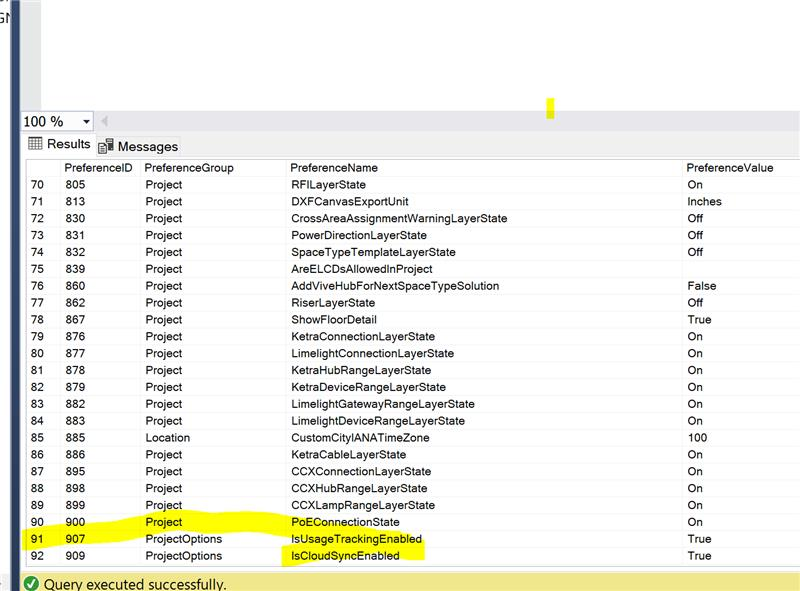 GN
100 %
Results Messages
PreferenceID PreferenceGroup PreferenceName PreferenceValue
70 805 Project RFILayerState On
71 813 Project DXFCanvasExportUnit Inches
72 830 Project CrossAreaAssignmentWarningLayerState Off
73 831 Project PowerDirectionLayerState Off
74 832 Project SpaceTypeTemplateLayerState Off
75 839 Project AreELCDsAllowedInProject
76 860 Project AddViveHubForNextSpaceTypeSolution False
77 862 Project RiserLayerState Off
78 867 Project ShowFloorDetail True
79 876 Project KetraConnectionLayerState On
80 877 Project LimelightConnectionLayerState On
81 878 Project KetraHubRangeLayerState On
82 879 Project KetraDeviceRangeLayerState On
83 882 Project LimelightGatewayRangeLayerState On
84 883 Project LimelightDeviceRangeLayerState On
85 885 Location CustomCityIANATimeZone 100
86 886 Project KetraCableLayerState On
87 895 Project CCXConnectionLayerState On
88 898 Project CCXHubRangeLayerState On
89 899 Project CCXLampRangeLayerState On
90 900 Project PoEConnectionState On
91 907 ProjectOptions IsUsageTrackingEnabled True
92 909 ProjectOptions IsCloudSyncEnabled True
Query executed successfully.